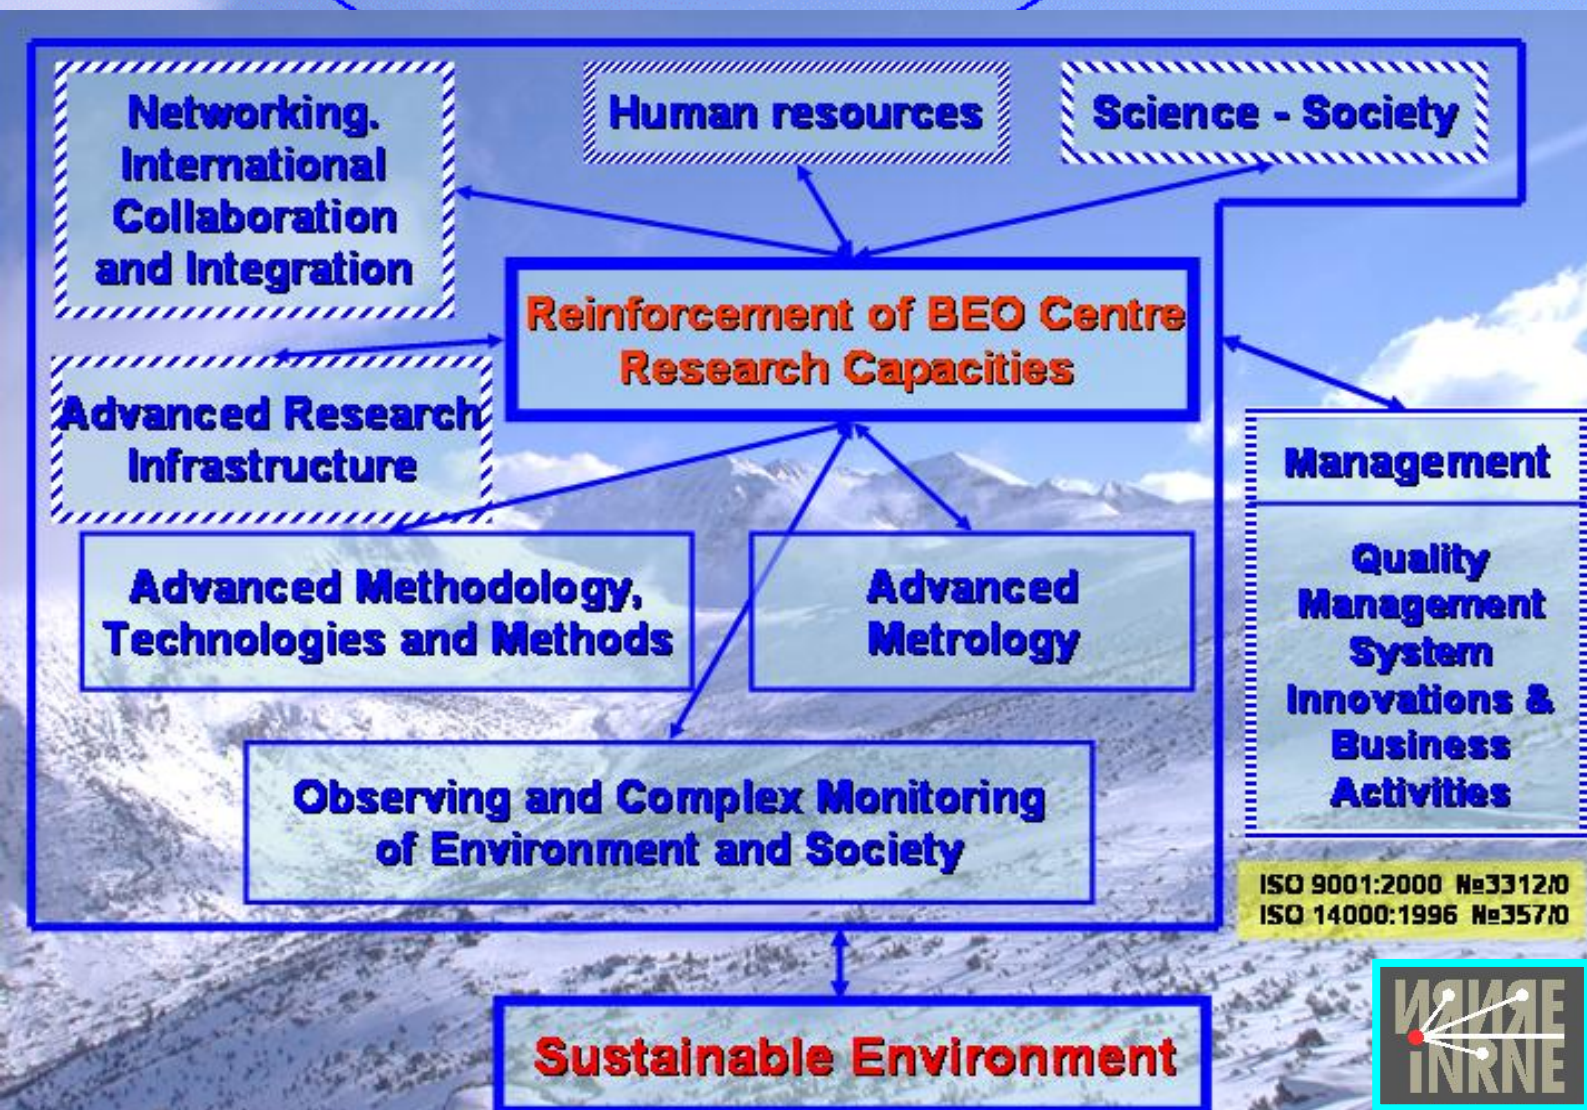 Networking.
International
Collaboration
and Integration
Human resources
Science - Society
Reinforcement of BEO Centre
Research Capacities
Advanced Research
Infrastructure
Management
Quality
Management
System
Innovations &
Business
Activities
Advanced Methodology,
Technologies and Methods
Advanced
Metrology
Observing and Complex Monitoring
of Environment and Society
ISO 9001:2000 №3312/0
ISO 14000:1996 №357/0
Sustainable Environment
iNRNE